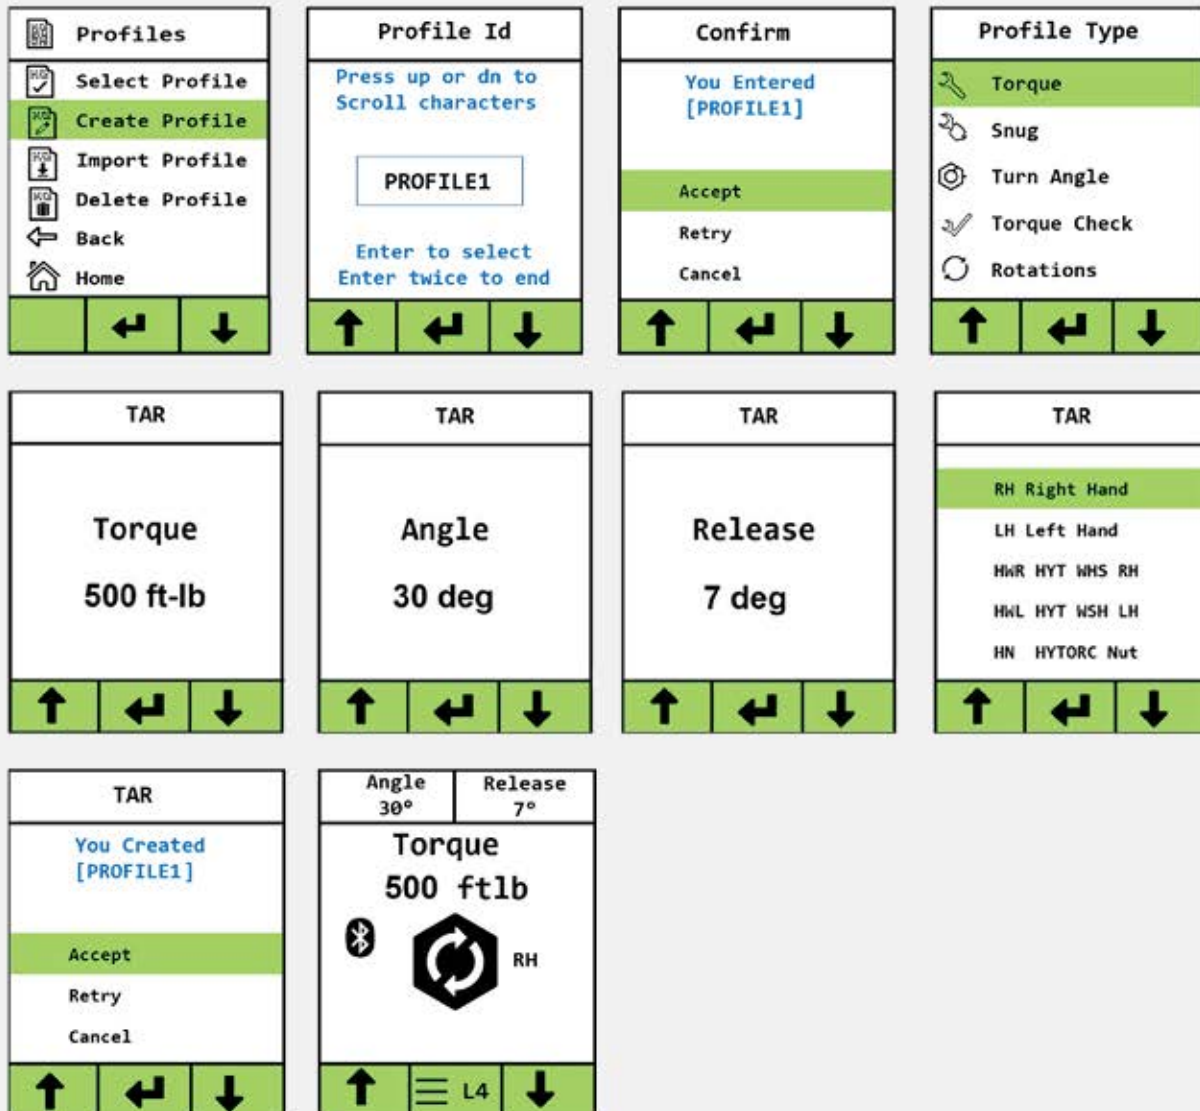 Profiles
Select Profile
Create Profile
Import Profile
Delete Profile
Back
Home
Profile Id
Press up or dn to
Scroll characters
PROFILE1
Enter to select
Enter twice to end
Confirm
You Entered
[PROFILE1]
Accept
Retry
Cancel
Profile Type
Torque
Snug
Turn Angle
Torque Check
Rotations
TAR
Torque
500 ft-lb
TAR
Angle
30 deg
TAR
Release
7 deg
TAR
RH Right Hand
LH Left Hand
HWR HYT WHS RH
HWL HYT WSH LH
HN HYTORC Nut
TAR
You Created
[PROFILE1]
Accept
Retry
Cancel
Angle
30°
Release
7°
Torque
500 ftlb
RH
L4